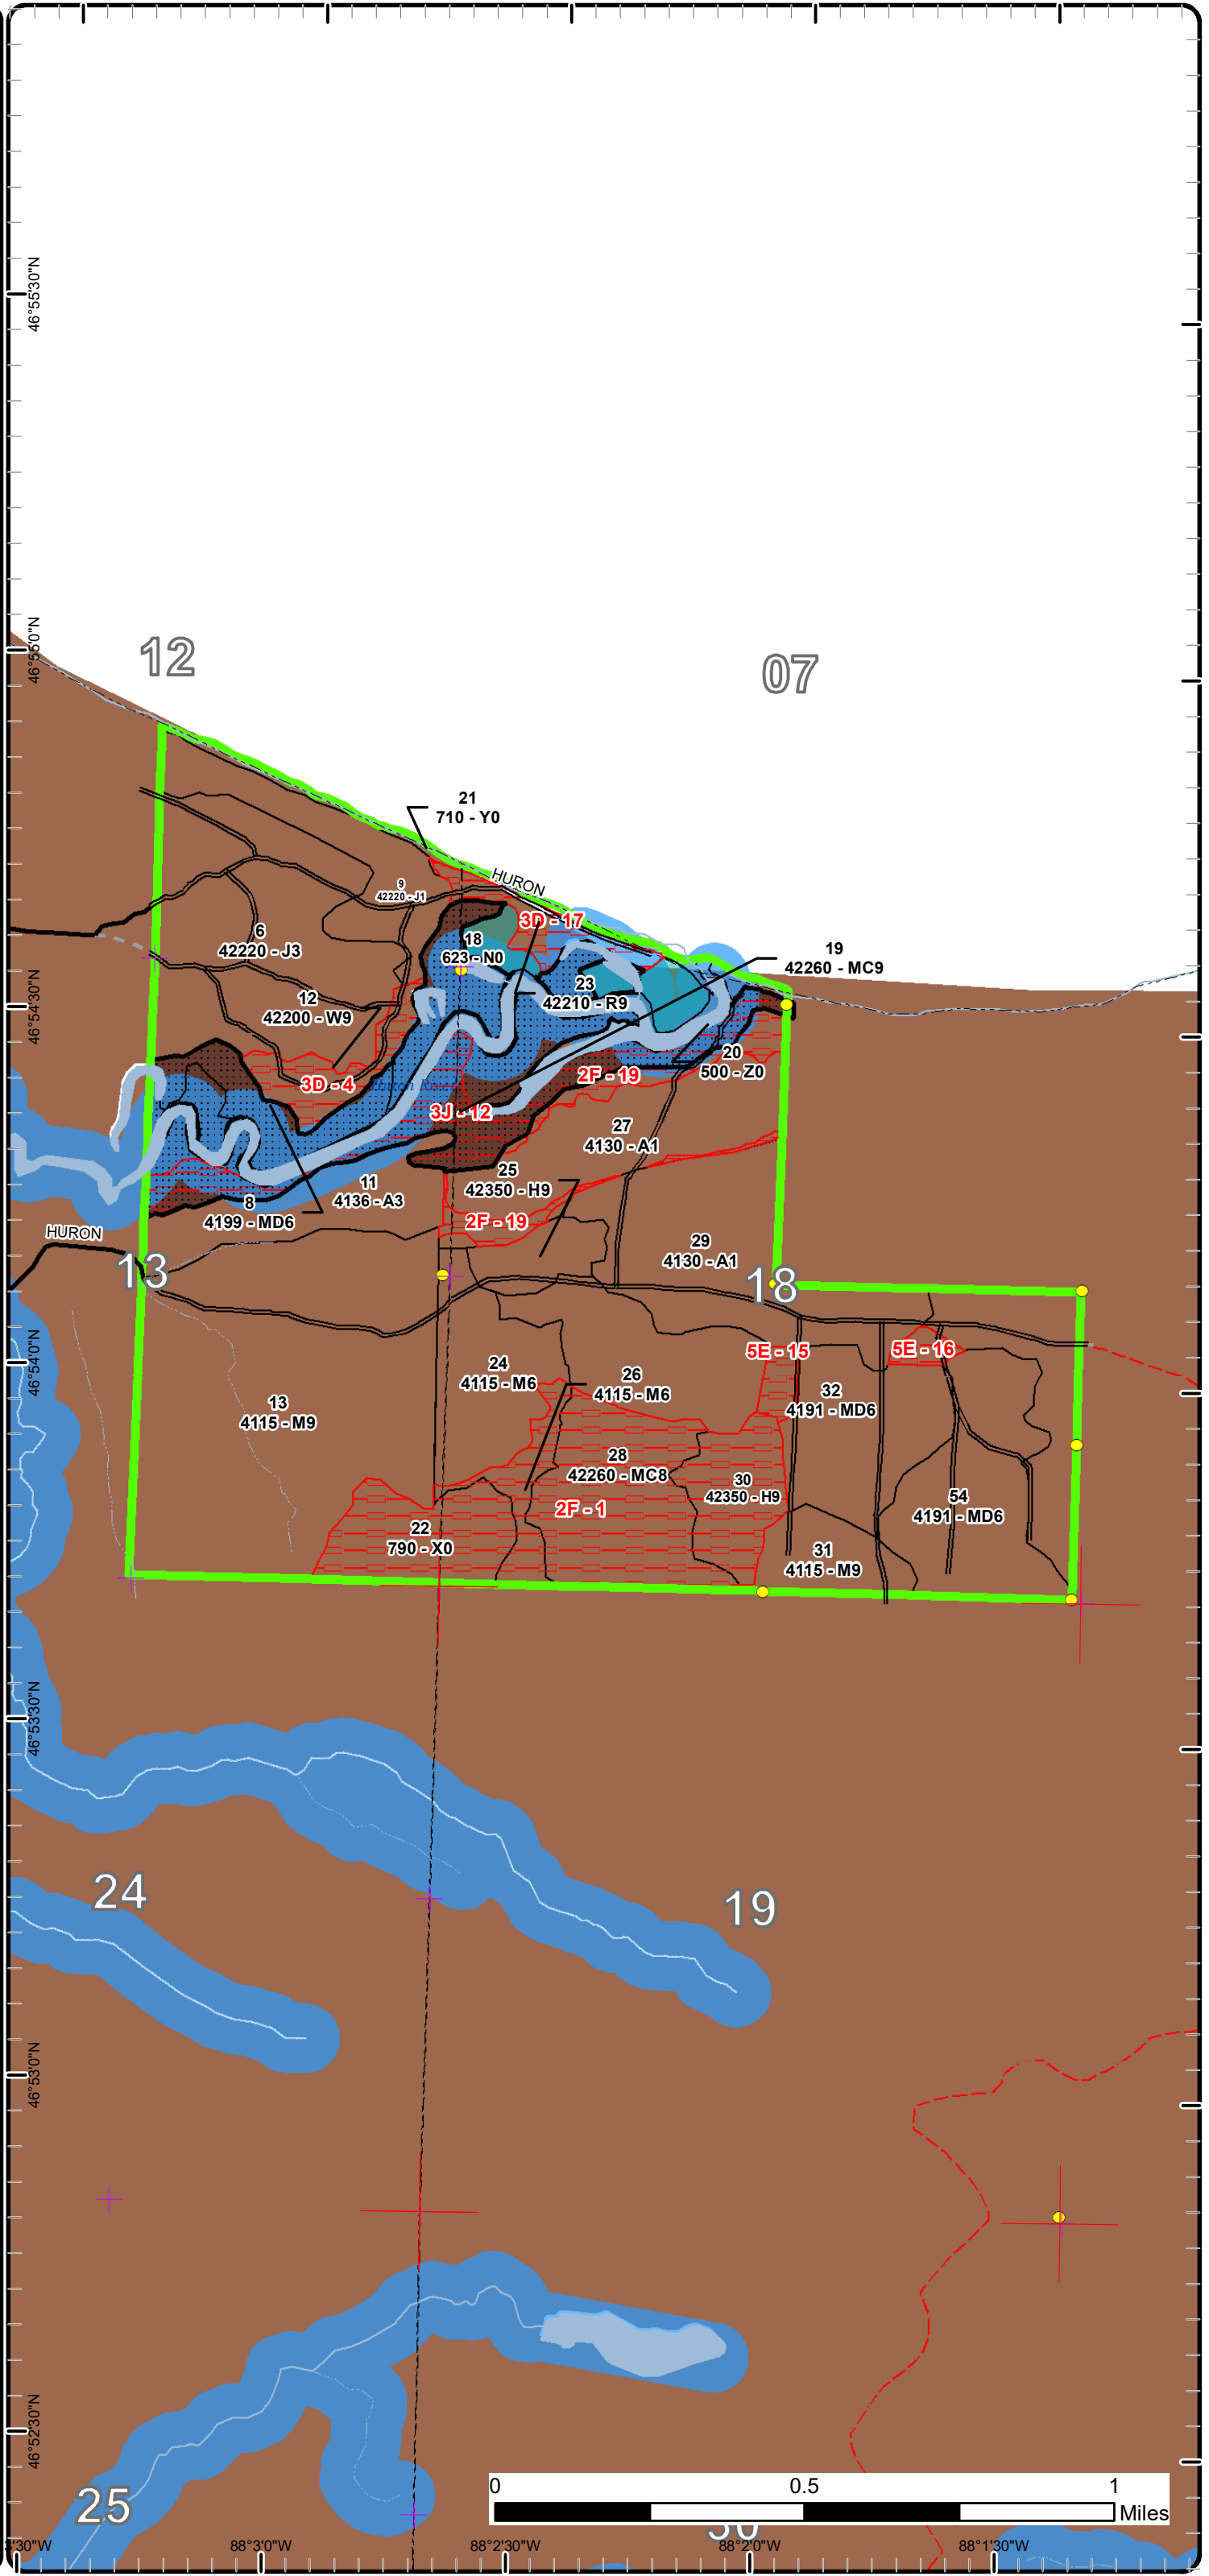 46°55'30"N
12
46°55'0"N
07
21
710 - Y0
HURON
9
42220 - J1
3D - 17
6
42220 - J3
18
623 - N0
19
42260 - MC9
23
42210 - R9
12
42200 - W9
46°54'30"N
20
500 - Z0
3D - 4
2F - 19
Huron River
3J - 12
27
4130 - A1
25
42350 - H9
11
4136 - A3
8
4199 - MD6
2F - 19
HURON
29
4130 - A1
13
18
5E - 15
5E - 16
46°54'0"N
24
4115 - M6
26
4115 - M6
32
4191 - MD6
13
4115 - M9
28
42260 - MC8
30
42350 - H9
54
4191 - MD6
2F - 1
22
790 - X0
31
4115 - M9
46°53'30"N
24
19
46°53'0"N
46°52'30"N
0 0.5 1
Miles
25
30
3'30"W 88°3'0"W 88°2'30"W 88°2'0"W 88°1'30"W